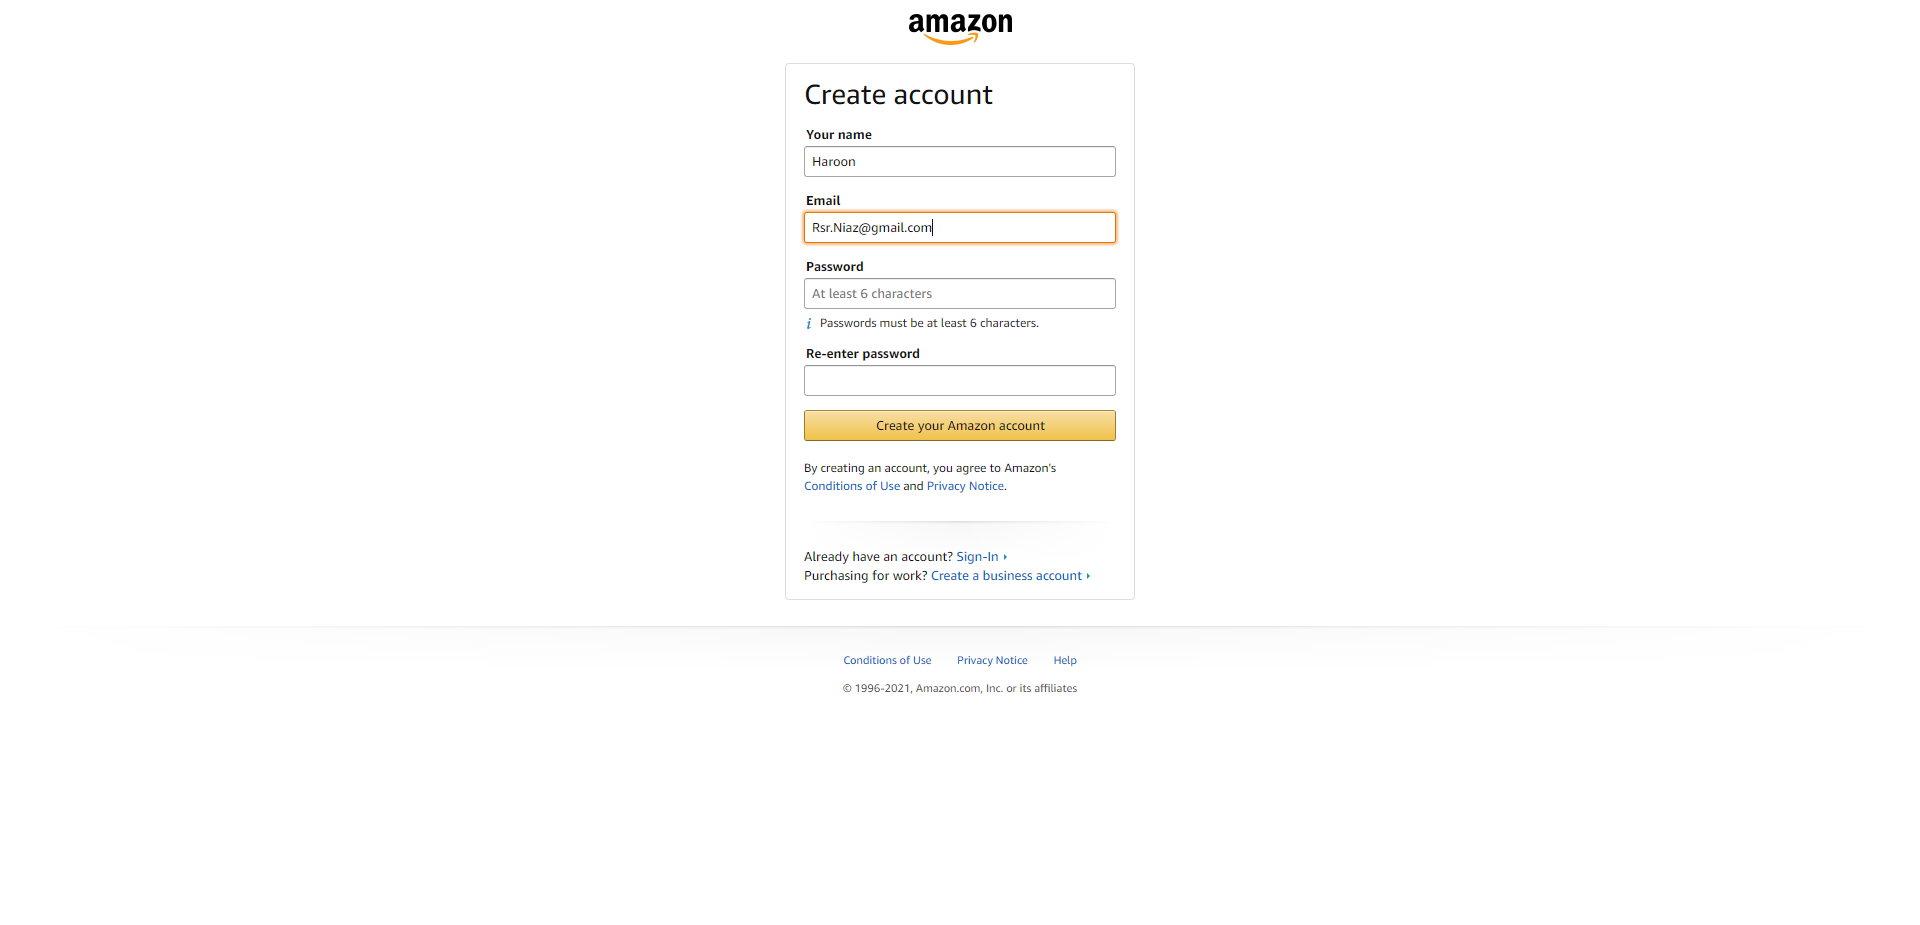 amazon
Create account
Your name
Haroon
Email
Rsr.Niaz@gmail.com
Password
At least 6 characters
i Passwords must be at least 6 characters.
Re-enter password
Create your Amazon account
By creating an account, you agree to Amazon's
Conditions of Use and Privacy Notice.
Already have an account? Sign-In
Purchasing for work? Create a business account
Conditions of Use Privacy Notice Help
© 1996-2021, Amazon.com, Inc. or its affiliates